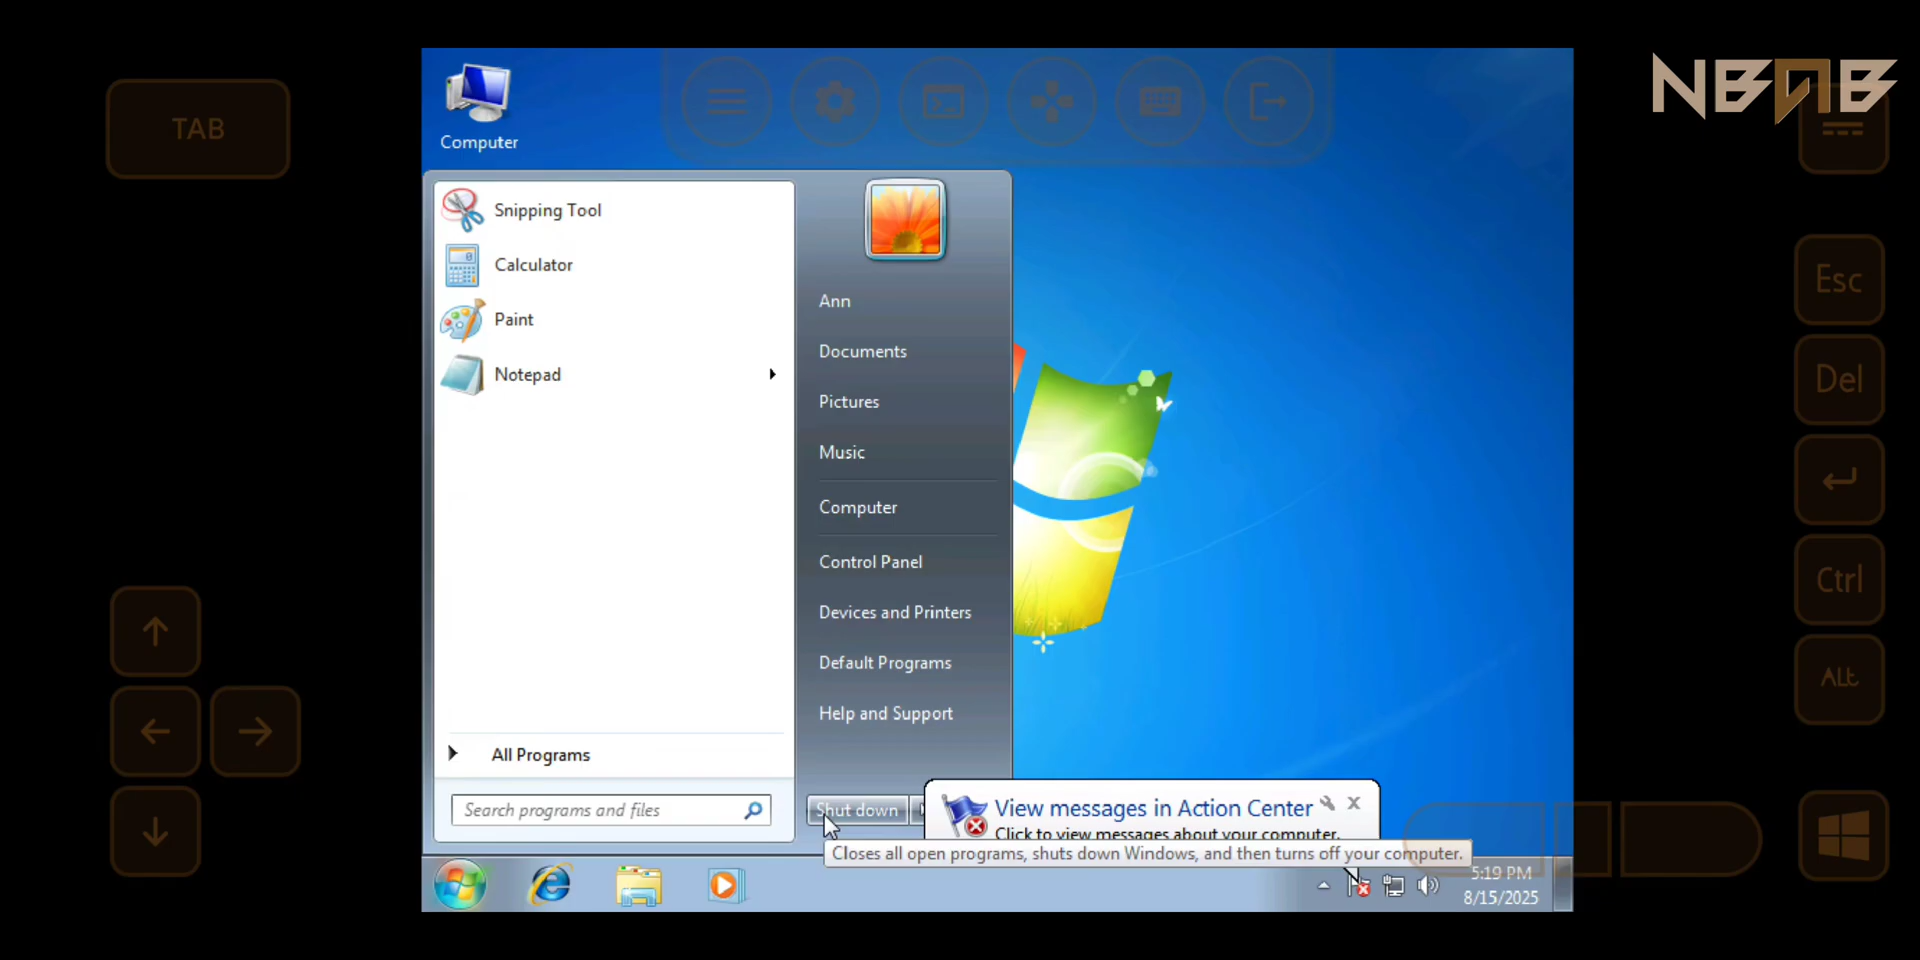 NBNB
TAB
Computer
Snipping Tool
Calculator
Paint
Notepad
All Programs
Search programs and files
Ann
Documents
Pictures
Music
Computer
Control Panel
Devices and Printers
Default Programs
Help and Support
Shut down
View messages in Action Center
Click to view messages about your computer.
Closes all open programs, shuts down Windows, and then turns off your computer.
5:19 PM
8/15/2025
Esc
Del
Ctrl
ALt